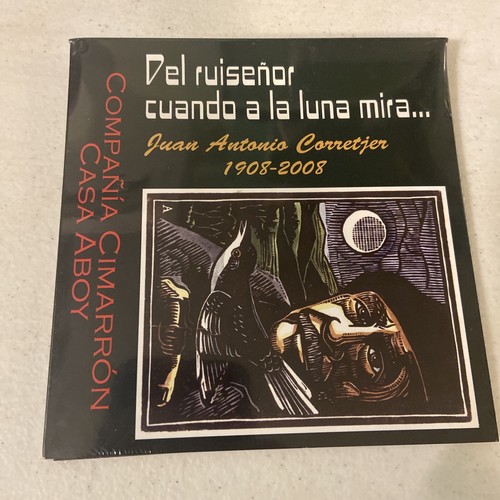 Del ruiseñor
cuando a la luna mira...
Juan Antonio Corretjer
1908-2008
COMPAÑÍA CIMARRÓN
CASA ABOY
A